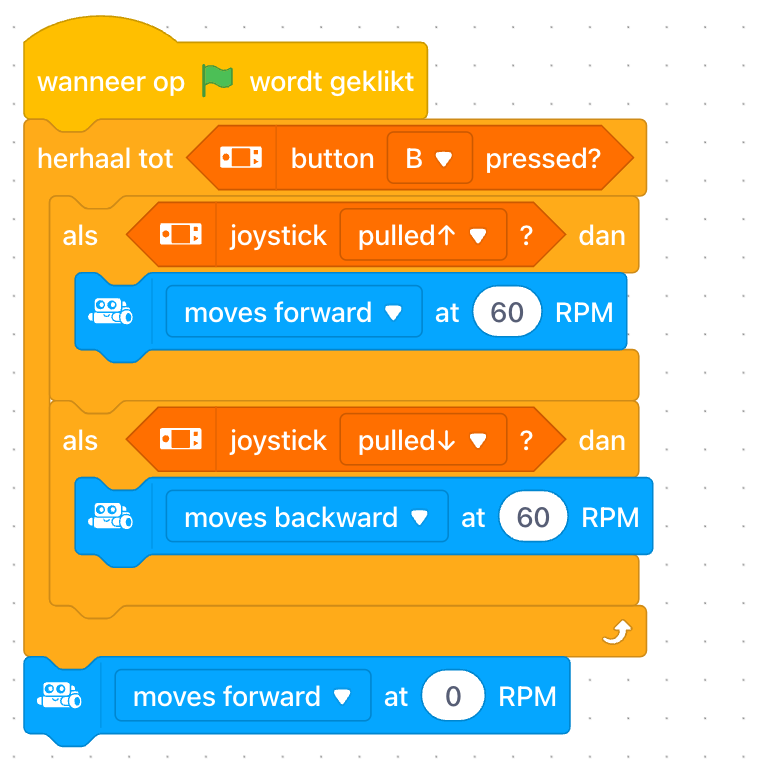 wanneer op wordt geklikt
herhaal tot button B pressed?
als joystick pulled↑ ? dan
moves forward at 60 RPM
als joystick pulled↓ ? dan
moves backward at 60 RPM
moves forward at 0 RPM